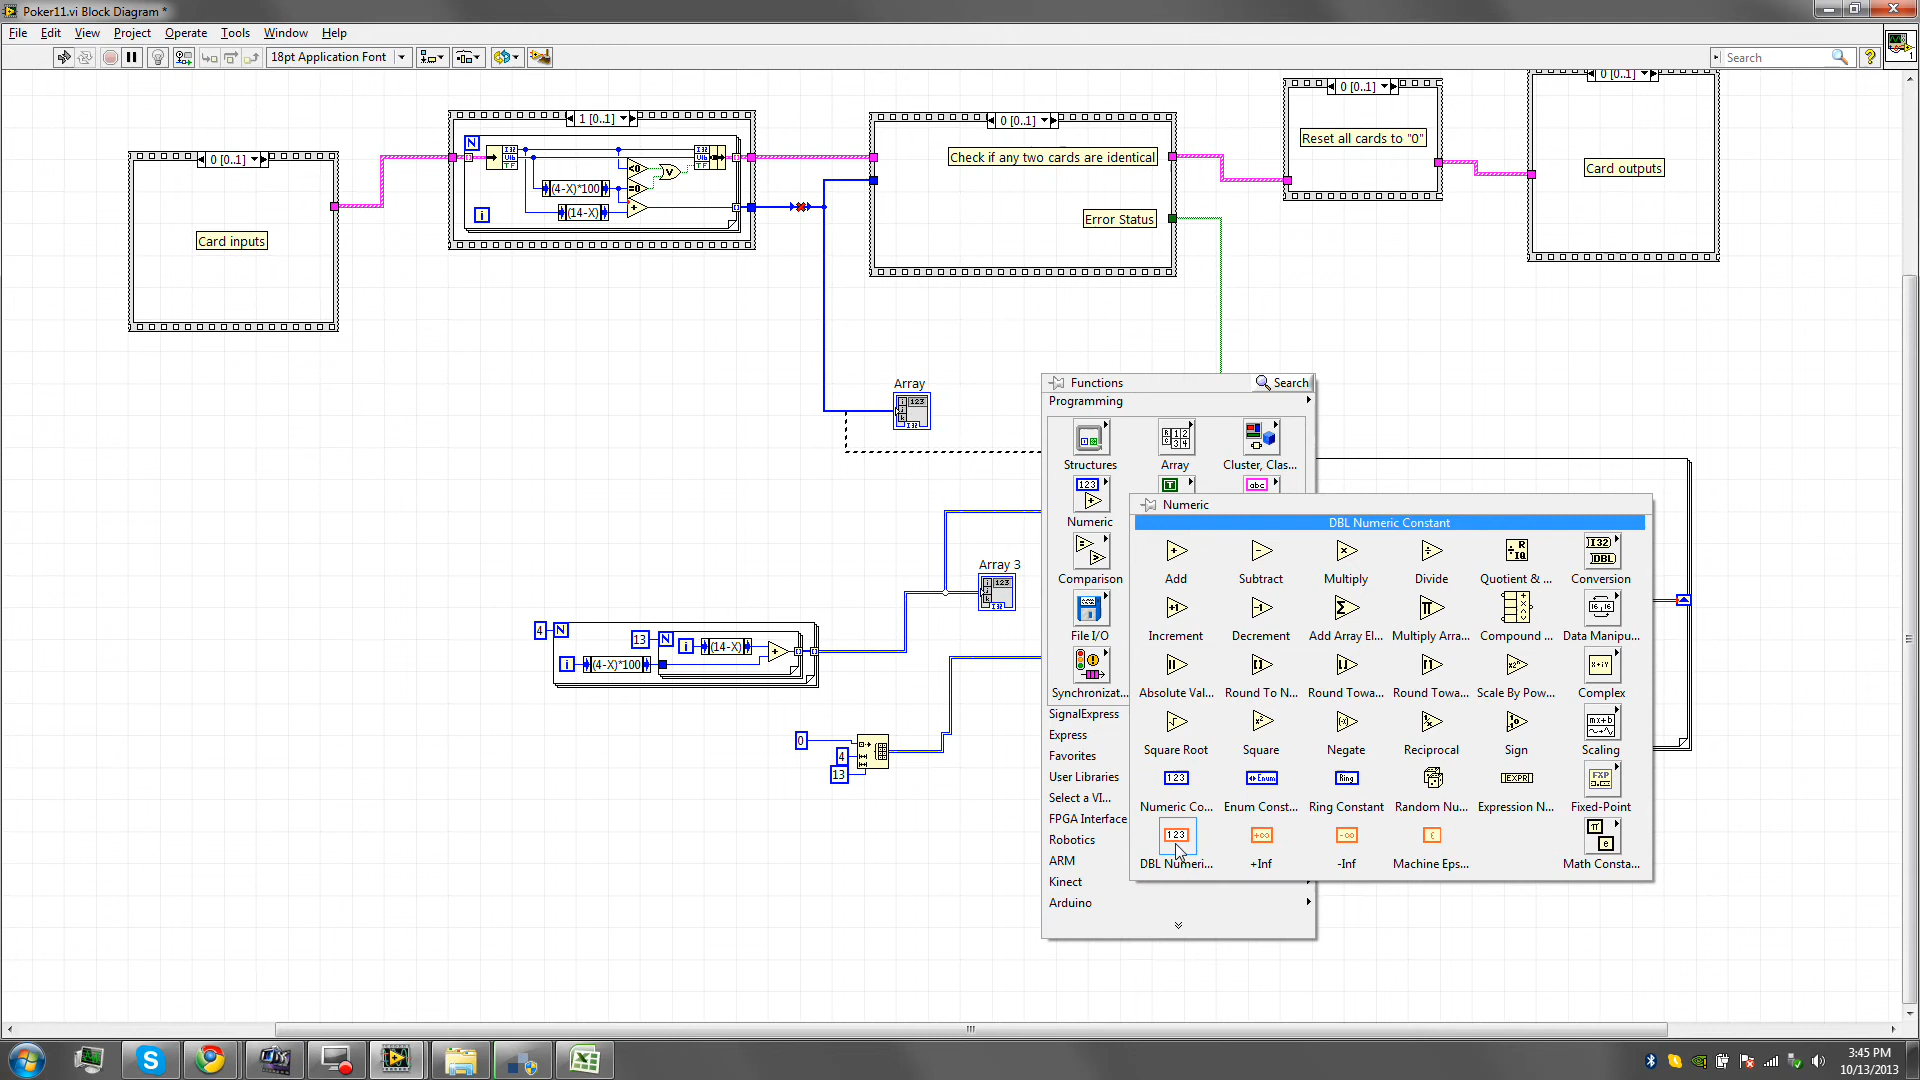 Poker11.vi Block Diagram *
File Edit View Project Operate Tools Window Help
18pt Application Font
Search
?
0 [0..1]
Card inputs
1 [0..1]
N
I32
U16
TF
<0
V
(4-X)*100
=0
(14-X)
+
i
0 [0..1]
Check if any two cards are identical
Error Status
0 [0..1]
Reset all cards to "0"
0 [0..1]
Card outputs
Array
Array 3
4 N
13 N i (14-X)
i (4-X)*100
0
4
13
Functions Search
Programming
Structures Array Cluster, Clas...
Numeric
Comparison
File I/O
Synchronizat...
SignalExpress
Express
Favorites
User Libraries
Select a VI...
FPGA Interface
Robotics
ARM
Kinect
Arduino
Numeric
DBL Numeric Constant
Add Subtract Multiply Divide Quotient & ... Conversion
Increment Decrement Add Array El... Multiply Arra... Compound ... Data Manipu...
Absolute Val... Round To N... Round Towa... Round Towa... Scale By Pow... Complex
Square Root Square Negate Reciprocal Sign Scaling
Numeric Co... Enum Const... Ring Constant Random Nu... Expression N... Fixed-Point
DBL Numeri... +Inf -Inf Machine Eps... Math Consta...
3:45 PM
10/13/2013